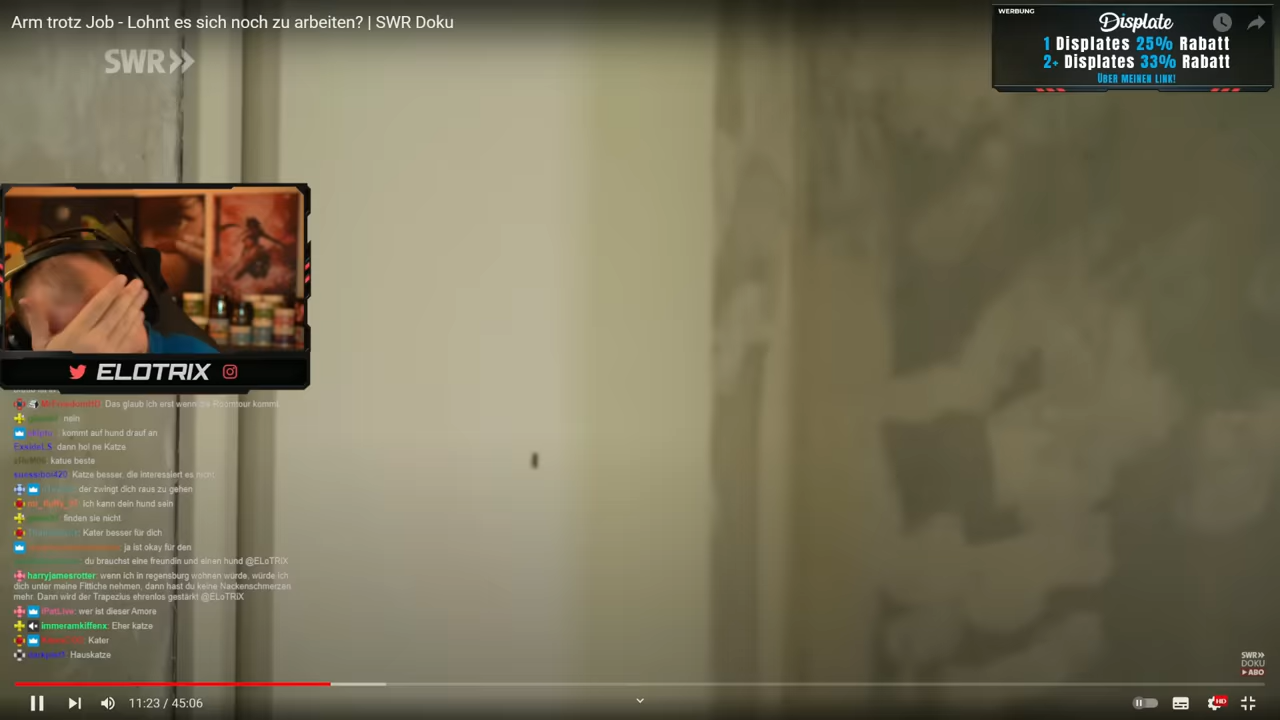 Arm trotz Job - Lohnt es sich noch zu arbeiten? | SWR Doku
SWR
WERBUNG
Displate
1 Displates 25% Rabatt
2+ Displates 33% Rabatt
ÜBER MEINEN LINK!
ELOTRIX
Das glaub ich erst wenn die Roomtour kommt
nein
kommt auf hund drauf an
dann hol ne Katze
katue beste
Katze besser, die interessiert es nicht
der zwingt dich raus zu gehen
Ich kann dein hund sein
finden sie nicht
Kater besser für dich
ja ist okay für den
du brauchst eine freundin und einen hund @ELoTRiX
harryjamesrotter: wenn ich in regensburg wohnen würde, würde ich
dich unter meine Fittiche nehmen, dann hast du keine Nackenschmerzen
mehr. Dann wird der Trapezius ehrenlos gestärkt @ELoTRiX
iPatLive: wer ist dieser Amore
immeramkiffenx: Eher katze
Kater
Hauskatze
SWR
DOKU
ABO
11:23 / 45:06
HD